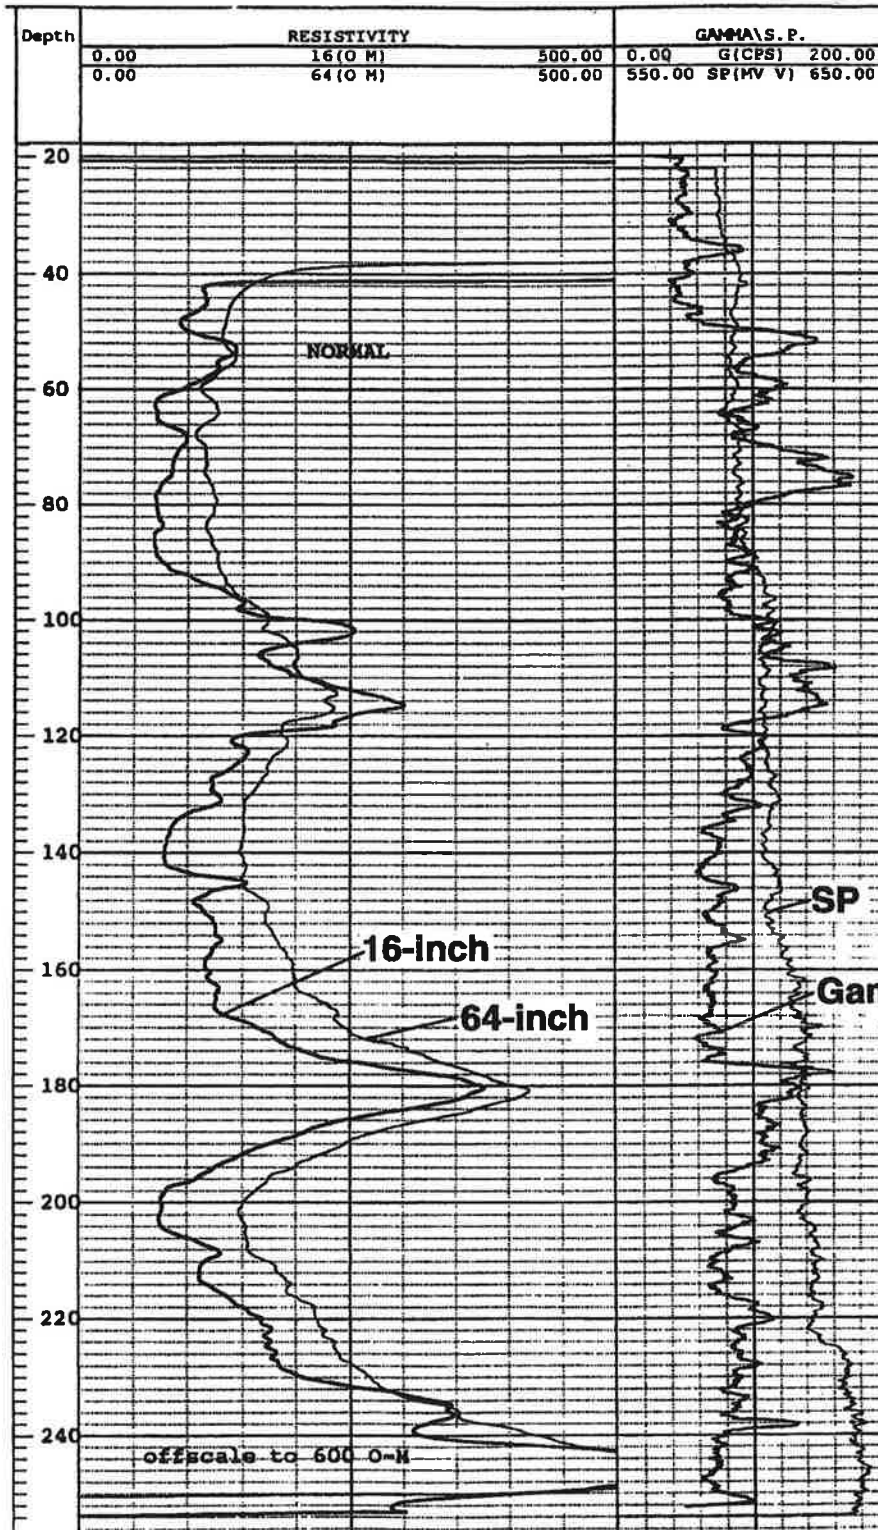 Depth RESISTIVITY GAMMA\S.P.
0.00 16(O M) 500.00 0.00 G(CPS) 200.00
0.00 64(O M) 500.00 550.00 SP(MV V) 650.00
20
40
NORMAL
60
80
100
120
140
SP
16-inch
160
Gar
64-inch
180
200
220
240
offscale to 600 O-M